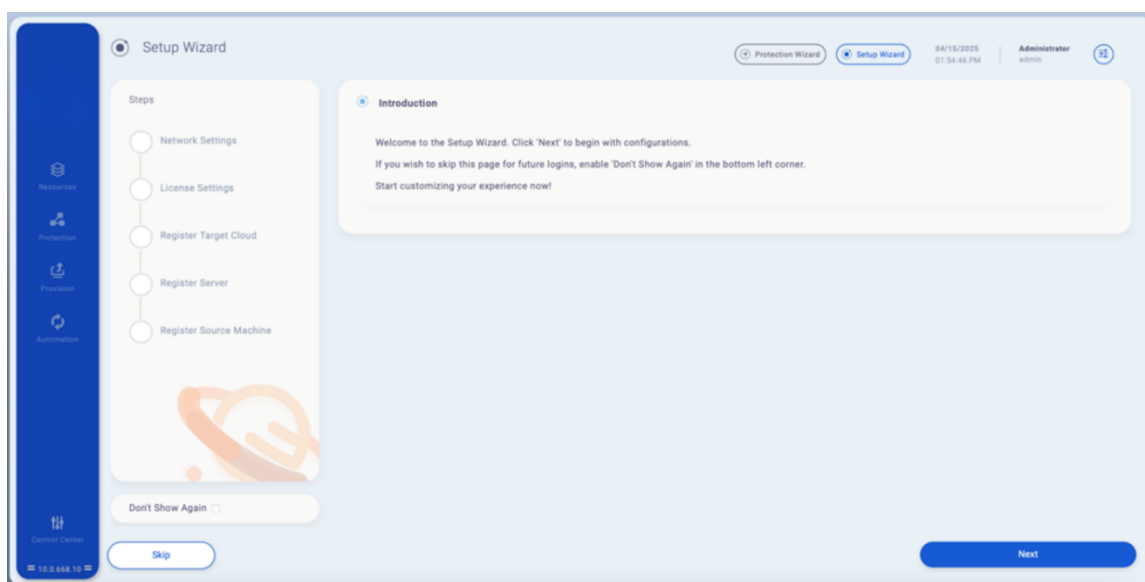 Setup Wizard
Protection Wizard
Setup Wizard
04/15/2025
01:54:46 PM
Administrator
admin
Resources
Protection
Provision
Automation
Control Center
10.0.668.10
Steps
Network Settings
License Settings
Register Target Cloud
Register Server
Register Source Machine
Don't Show Again
Introduction
Welcome to the Setup Wizard. Click 'Next' to begin with configurations.
If you wish to skip this page for future logins, enable 'Don't Show Again' in the bottom left corner.
Start customizing your experience now!
Skip
Next